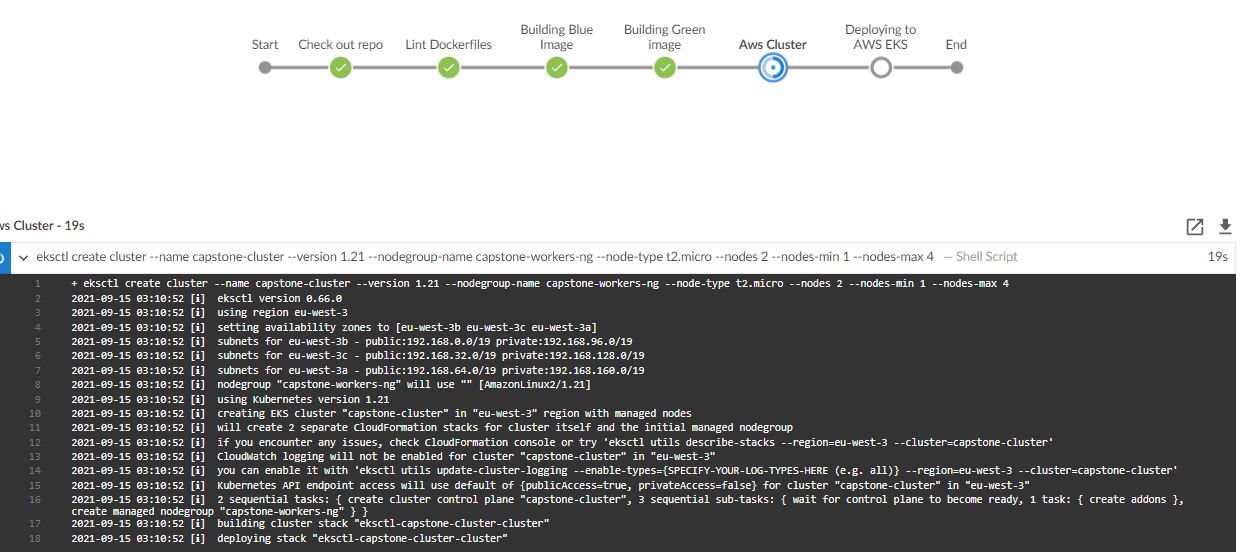 Start
Check out repo
Lint Dockerfiles
Building Blue
Image
Building Green
image
Aws Cluster
Deploying to
AWS EKS
End
ws Cluster - 19s
eksctl create cluster --name capstone-cluster --version 1.21 --nodegroup-name capstone-workers-ng --node-type t2.micro --nodes 2 --nodes-min 1 --nodes-max 4 — Shell Script 19s
1 + eksctl create cluster --name capstone-cluster --version 1.21 --nodegroup-name capstone-workers-ng --node-type t2.micro --nodes 2 --nodes-min 1 --nodes-max 4
2 2021-09-15 03:10:52 [ℹ] eksctl version 0.66.0
3 2021-09-15 03:10:52 [ℹ] using region eu-west-3
4 2021-09-15 03:10:52 [ℹ] setting availability zones to [eu-west-3b eu-west-3c eu-west-3a]
5 2021-09-15 03:10:52 [ℹ] subnets for eu-west-3b - public:192.168.0.0/19 private:192.168.96.0/19
6 2021-09-15 03:10:52 [ℹ] subnets for eu-west-3c - public:192.168.32.0/19 private:192.168.128.0/19
7 2021-09-15 03:10:52 [ℹ] subnets for eu-west-3a - public:192.168.64.0/19 private:192.168.160.0/19
8 2021-09-15 03:10:52 [ℹ] nodegroup "capstone-workers-ng" will use "" [AmazonLinux2/1.21]
9 2021-09-15 03:10:52 [ℹ] using Kubernetes version 1.21
10 2021-09-15 03:10:52 [ℹ] creating EKS cluster "capstone-cluster" in "eu-west-3" region with managed nodes
11 2021-09-15 03:10:52 [ℹ] will create 2 separate CloudFormation stacks for cluster itself and the initial managed nodegroup
12 2021-09-15 03:10:52 [ℹ] if you encounter any issues, check CloudFormation console or try 'eksctl utils describe-stacks --region=eu-west-3 --cluster=capstone-cluster'
13 2021-09-15 03:10:52 [ℹ] CloudWatch logging will not be enabled for cluster "capstone-cluster" in "eu-west-3"
14 2021-09-15 03:10:52 [ℹ] you can enable it with 'eksctl utils update-cluster-logging --enable-types={SPECIFY-YOUR-LOG-TYPES-HERE (e.g. all)} --region=eu-west-3 --cluster=capstone-cluster'
15 2021-09-15 03:10:52 [ℹ] Kubernetes API endpoint access will use default of {publicAccess=true, privateAccess=false} for cluster "capstone-cluster" in "eu-west-3"
16 2021-09-15 03:10:52 [ℹ] 2 sequential tasks: { create cluster control plane "capstone-cluster", 3 sequential sub-tasks: { wait for control plane to become ready, 1 task: { create addons },
create managed nodegroup "capstone-workers-ng" } }
17 2021-09-15 03:10:52 [ℹ] building cluster stack "eksctl-capstone-cluster-cluster"
18 2021-09-15 03:10:52 [ℹ] deploying stack "eksctl-capstone-cluster-cluster"